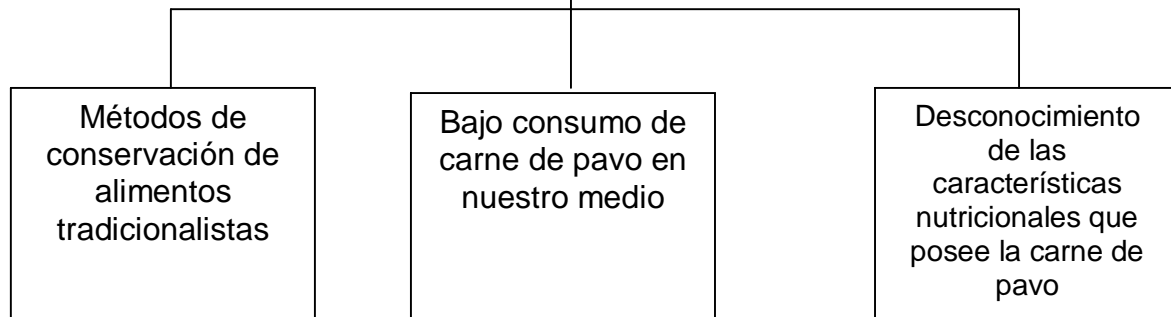 Métodos de
conservación de
alimentos
tradicionalistas
Bajo consumo de
carne de pavo en
nuestro medio
Desconocimiento
de las
características
nutricionales que
posee la carne de
pavo